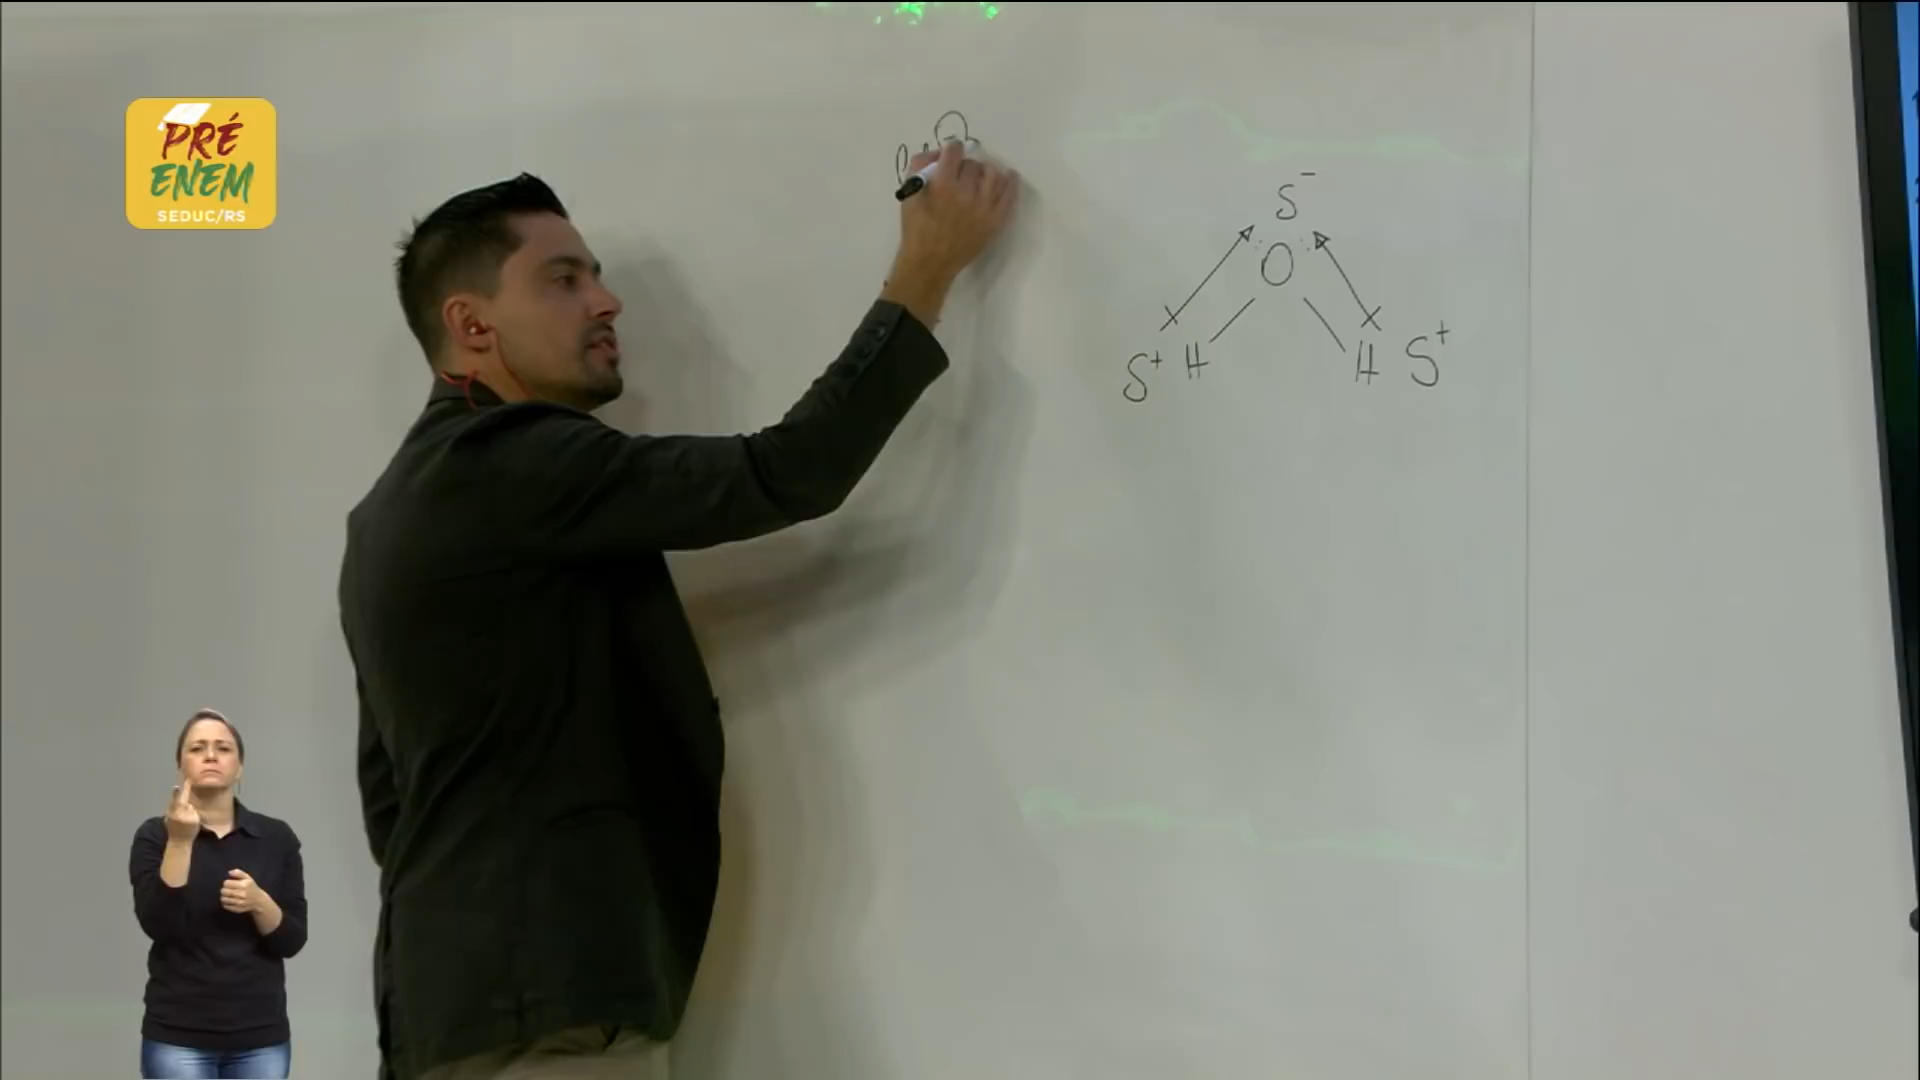 PRÉ
ENEM
SEDUC/RS
S⁻
O
S⁺ H
H S⁺